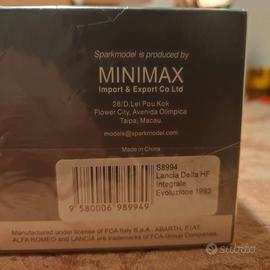 Sparkmodel is produced by
MINIMAX
Import & Export Co Ltd
28/D.Lei Pou Kok
Flower City, Avenida Olimpica
Taipa, Macau.
models@sparkmodel.com
Made in China
S8994
Lancia Delta HF
Integrale
Evoluzione 1993
9 580006 989949
Manufactured under license of FCA Italy S.p.A. ABARTH, FIAT,
ALFA ROMEO and LANCIA are trademarks of FCA Group Companies.
subito